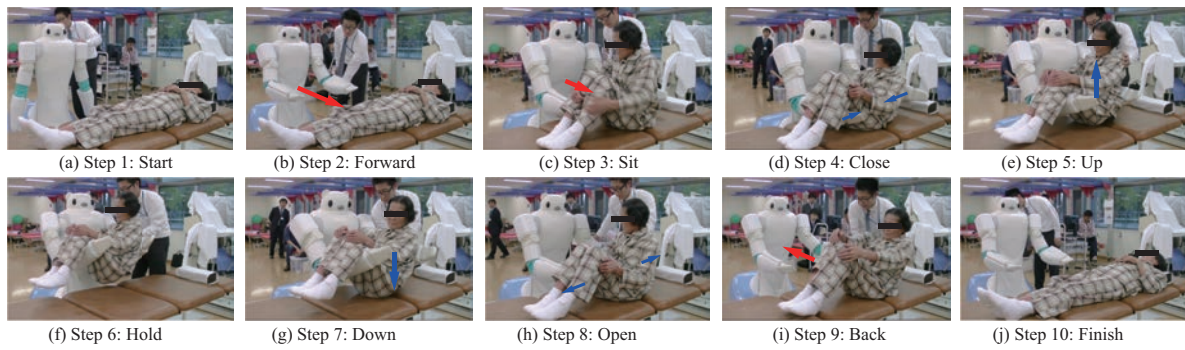 (a) Step 1: Start
(b) Step 2: Forward
(c) Step 3: Sit
(d) Step 4: Close
(e) Step 5: Up
(f) Step 6: Hold
(g) Step 7: Down
(h) Step 8: Open
(i) Step 9: Back
(j) Step 10: Finish